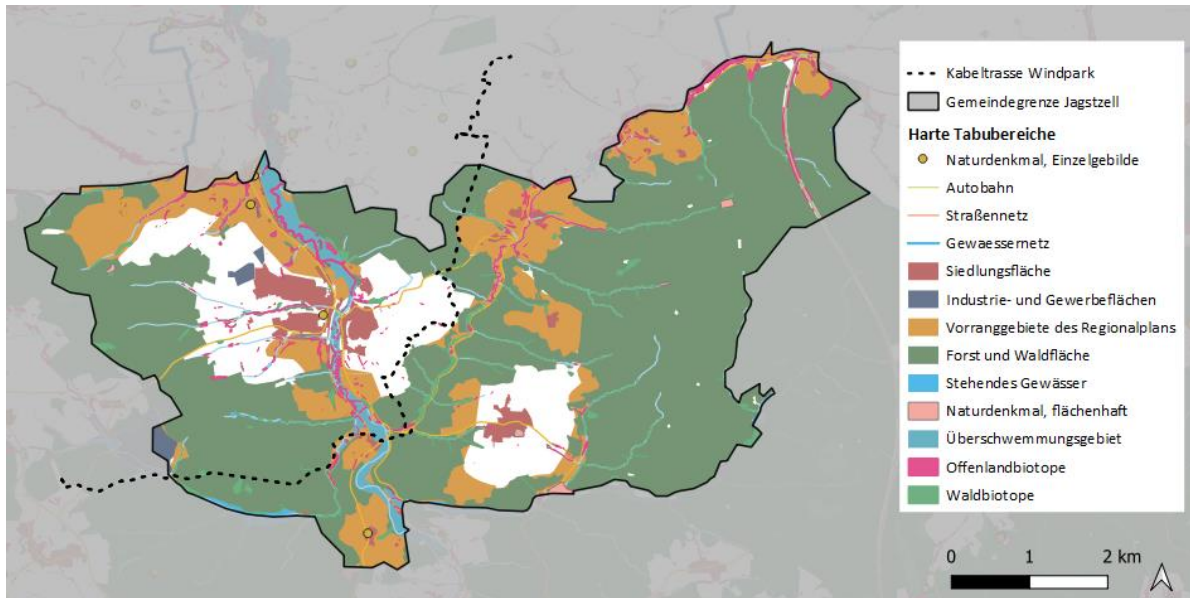 Kabeltrasse Windpark
Gemeindegrenze Jagstzell
Harte Tabubereiche
Naturdenkmal, Einzelgebilde
Autobahn
Straßennetz
Gewaessernetz
Siedlungsfläche
Industrie- und Gewerbeflächen
Vorranggebiete des Regionalplans
Forst und Waldfläche
Stehendes Gewässer
Naturdenkmal, flächenhaft
Überschwemmungsgebiet
Offenlandbiotope
Waldbiotope
0 1 2 km